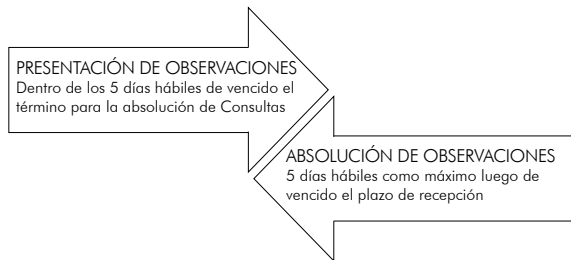 PRESENTACIÓN DE OBSERVACIONES
Dentro de los 5 días hábiles de vencido el
término para la absolución de Consultas
ABSOLUCIÓN DE OBSERVACIONES
5 días hábiles como máximo luego de
vencido el plazo de recepción